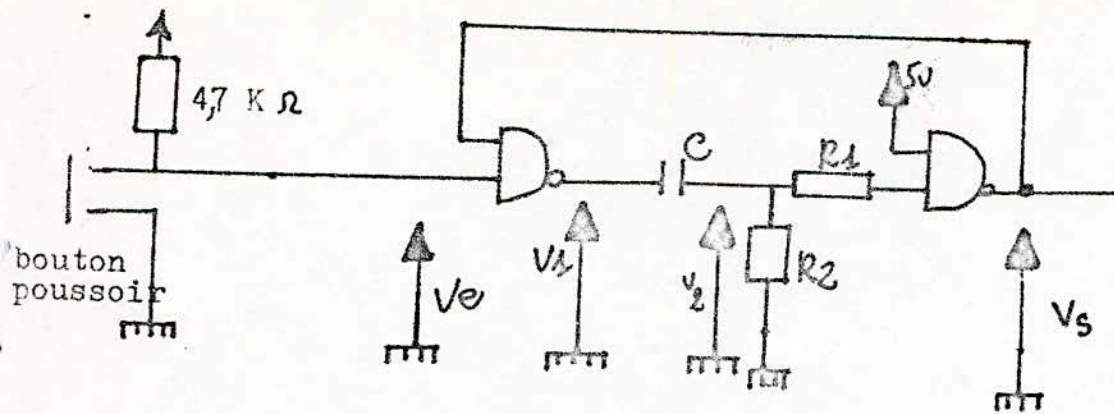 5v
4,7 K Ω
C
R1
bouton
poussoir
Ve
V1
V2
R2
Vs